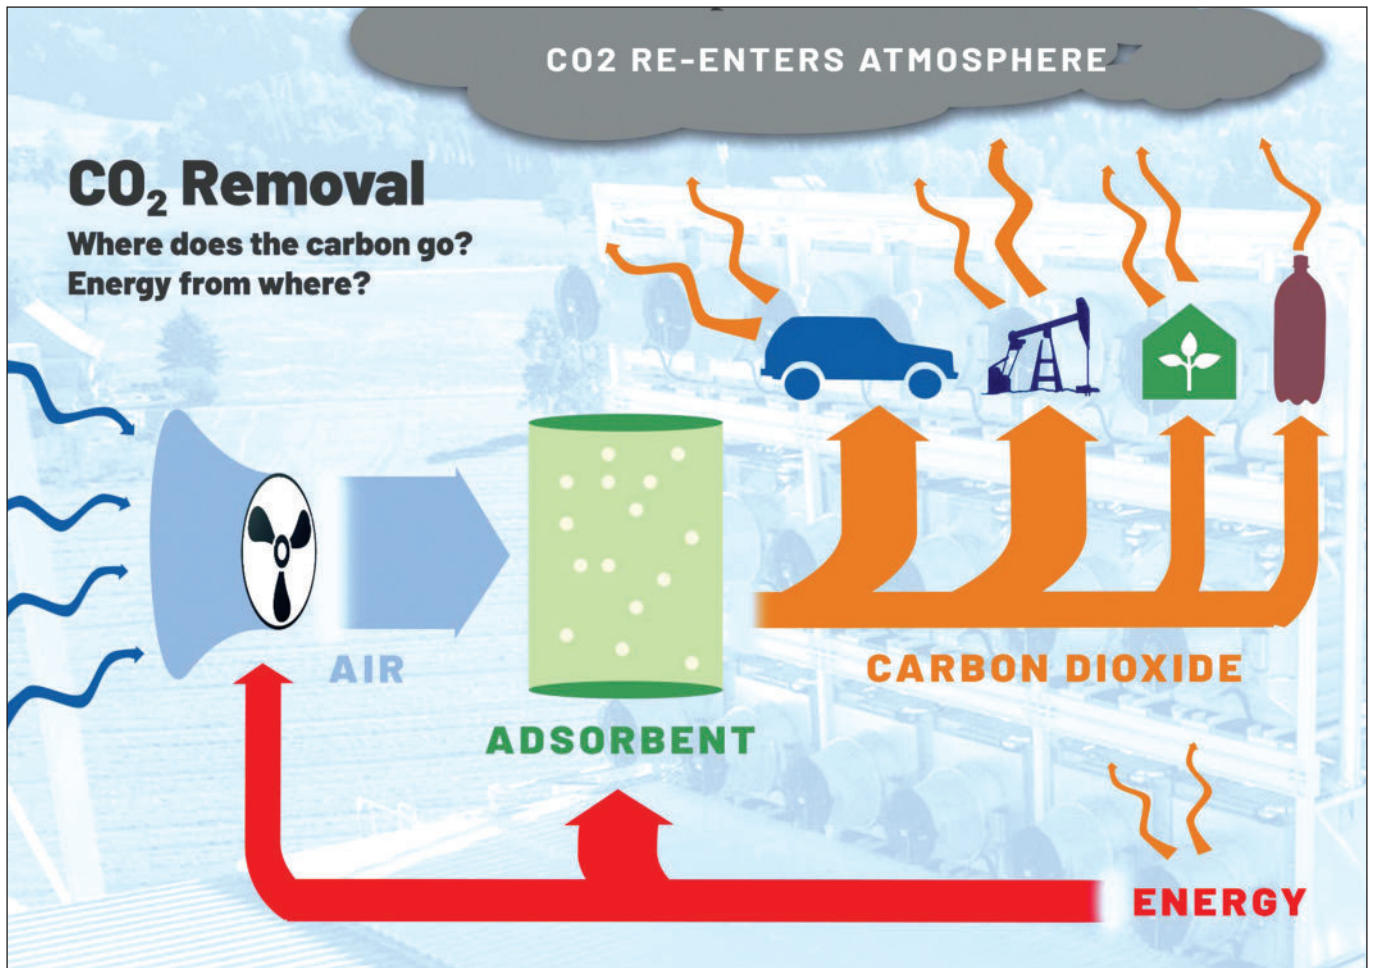 CO2 RE-ENTERS ATMOSPHERE
CO₂ Removal
Where does the carbon go?
Energy from where?
AIR
ADSORBENT
CARBON DIOXIDE
ENERGY